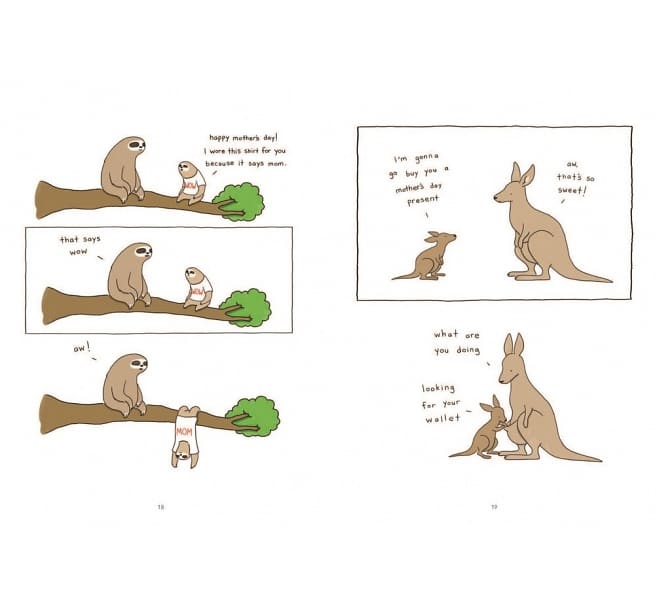 happy mother's day!
I wore this shirt for you
because it says mom.
WOW
that says
wow
WOW
aw!
MOM
18
I'm gonna
go buy you a
mother's day
present
aw,
that's so
sweet!
what are
you doing
looking
for your
wallet
19